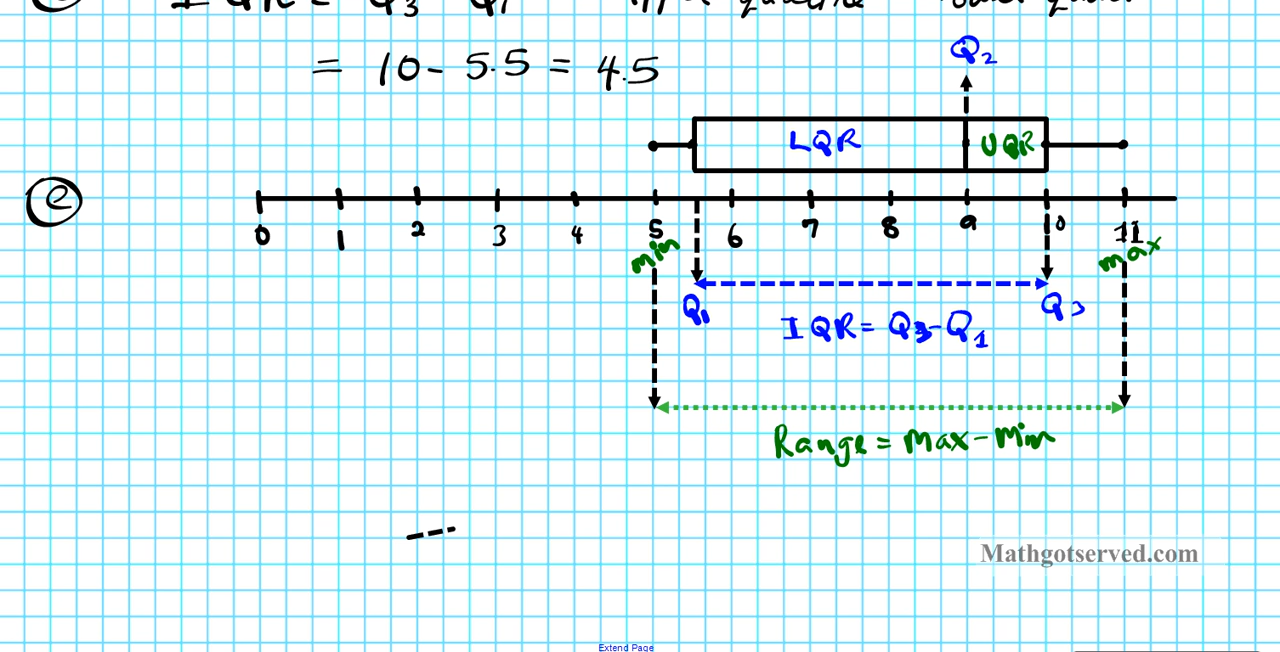 = 10 - 5.5 = 4.5
Q2
LQR UQR
e
0 1 2 3 4 5 6 7 8 9 10 11
min max
Q1 Q3
IQR = Q3 - Q1
Range = Max - Min
Mathgotserved.com
Extend Page